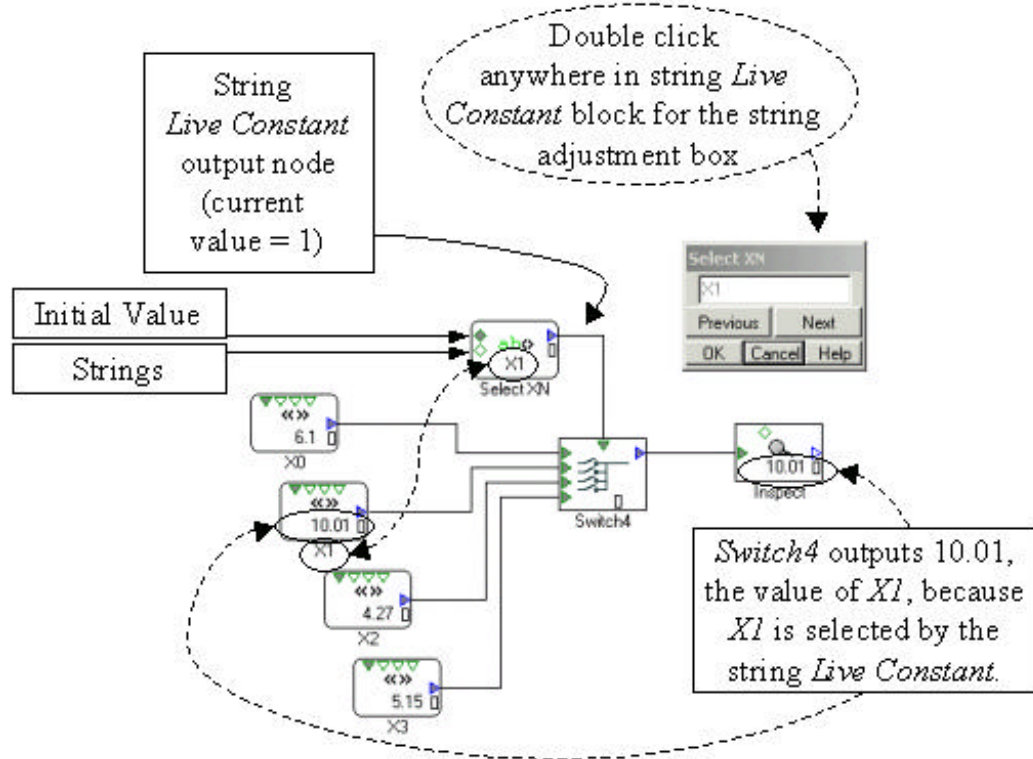 Double click
anywhere in string Live
Constant block for the string
adjustment box
String
Live Constant
output node
(current
value = 1)
Select XN
X1
Previous Next
OK Cancel Help
Initial Value
Strings
ab
X1
Select XN
«»
6.1
X0
«»
10.01
X1
«»
4.27
X2
«»
5.15
X3
Switch4
10.01
Inspect
Switch4 outputs 10.01,
the value of X1, because
X1 is selected by the
string Live Constant.